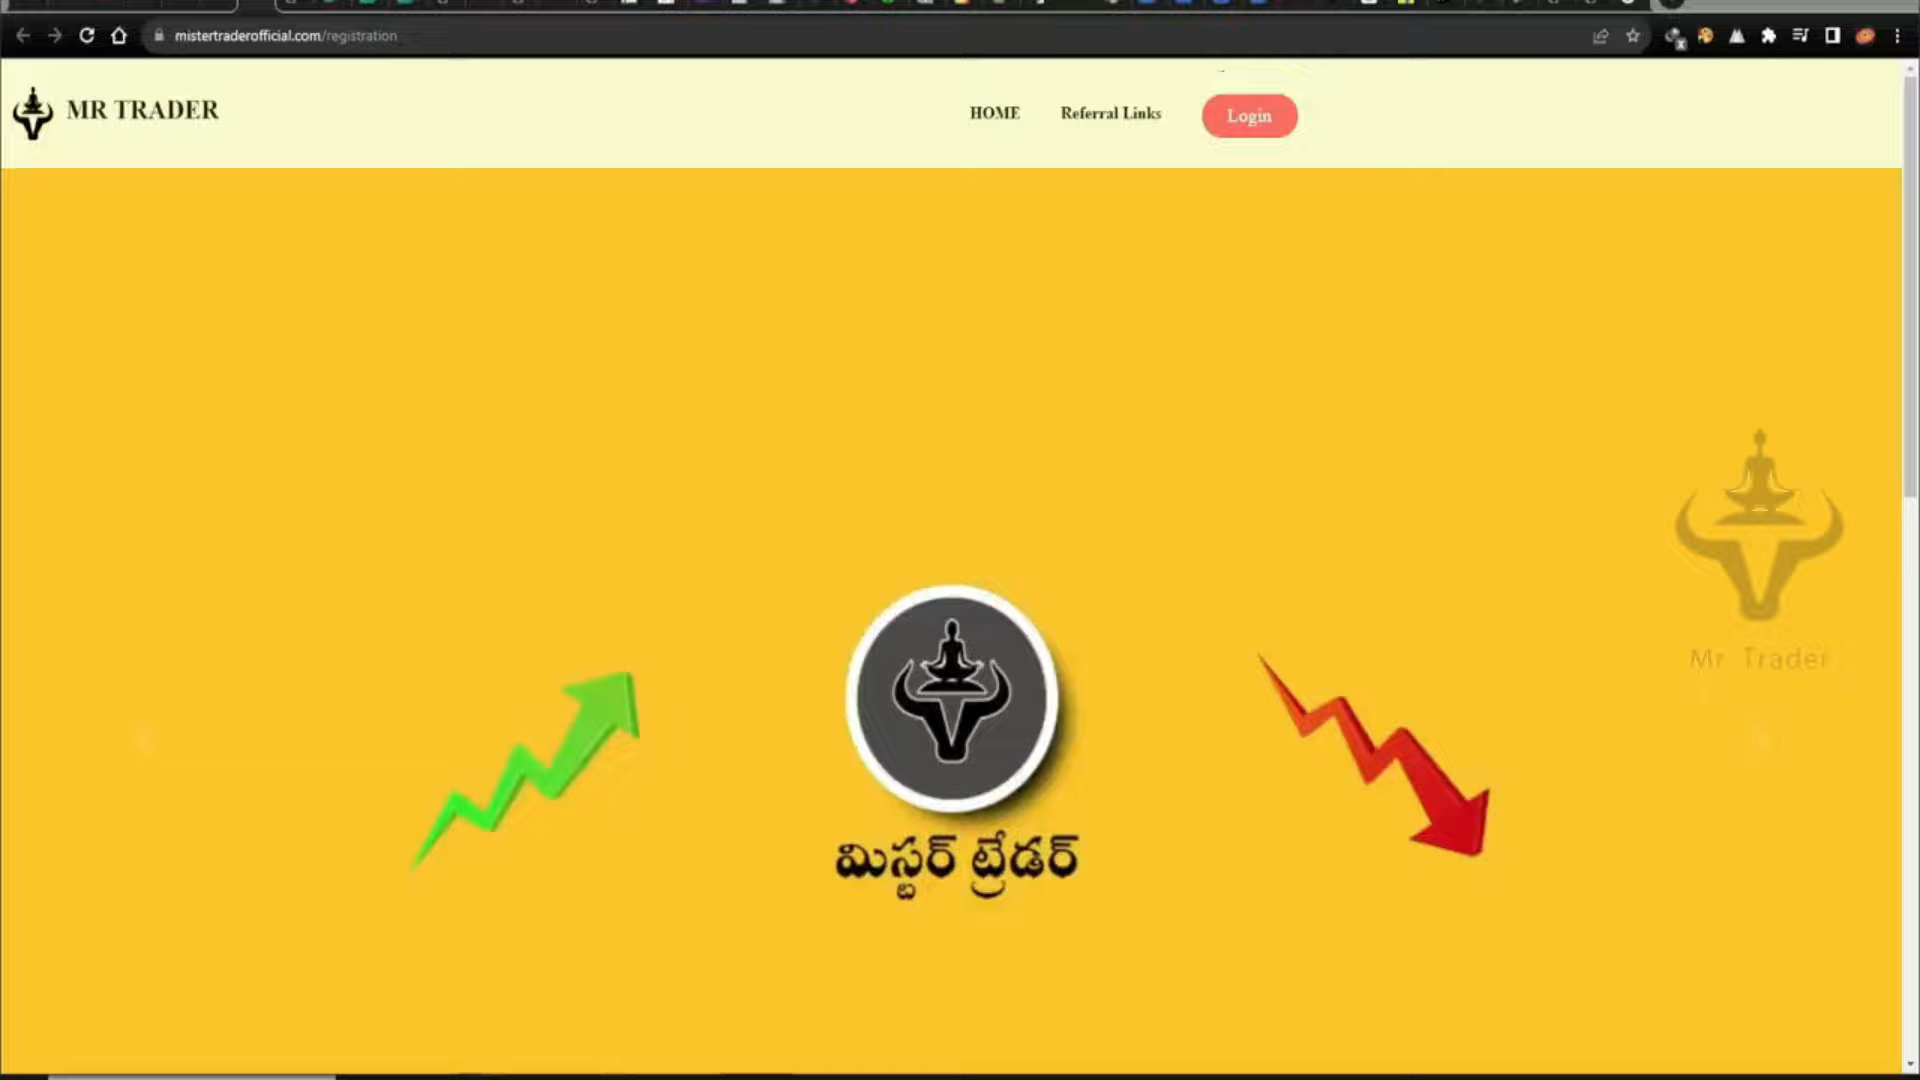 mistertraderofficial.com/registration
MR TRADER
HOME
Referral Links
Login
Mr Trader
మిస్టర్ ట్రేడర్